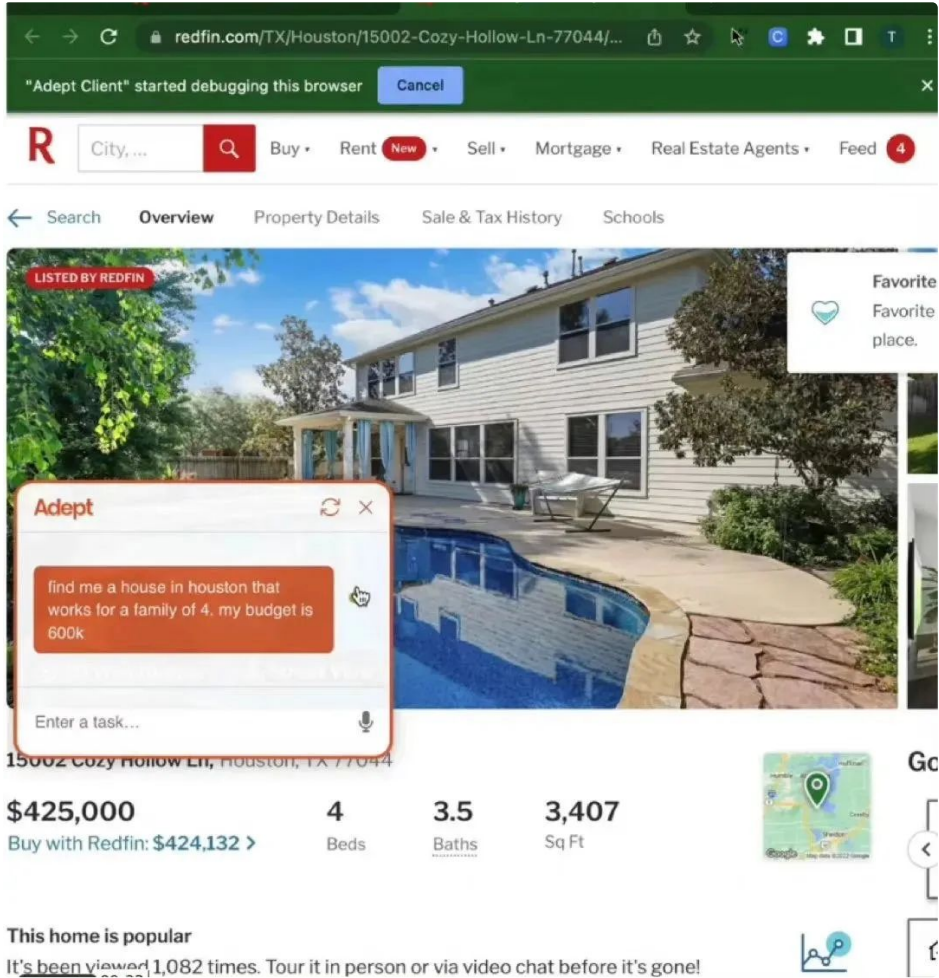 redfin.com/TX/Houston/15002-Cozy-Hollow-Ln-77044/...
C
T
"Adept Client" started debugging this browser
Cancel
R
City, ...
Buy
Rent New
Sell
Mortgage
Real Estate Agents
Feed 4
Search
Overview
Property Details
Sale & Tax History
Schools
LISTED BY REDFIN
Favorite
Favorite
place.
Adept
find me a house in houston that
works for a family of 4. my budget is
600k
Enter a task...
15002 Cozy Hollow Ln, Houston, TX 77044
$425,000
Buy with Redfin: $424,132 >
4
Beds
3.5
Baths
3,407
Sq Ft
Google
Go
This home is popular
It's been viewed 1,082 times. Tour it in person or via video chat before it's gone!